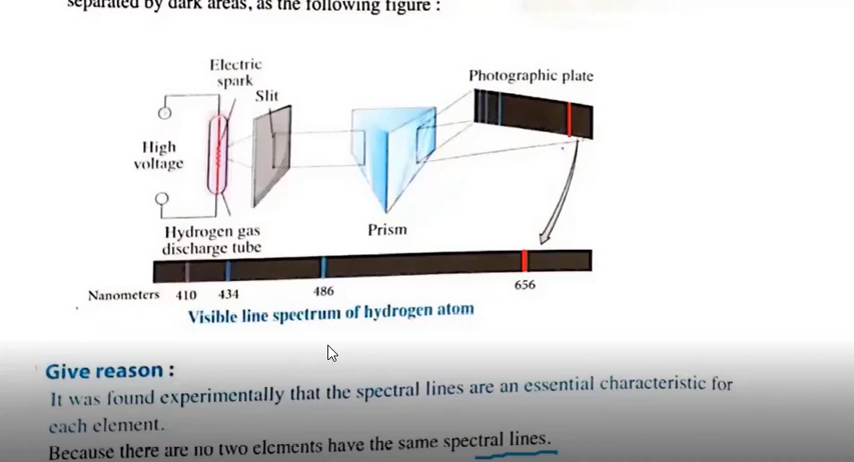 separated by dark areas, as the following figure :
Electric
spark
Slit
Photographic plate
High
voltage
Hydrogen gas
discharge tube
Prism
Nanometers 410 434 486 656
Visible line spectrum of hydrogen atom
Give reason :
It was found experimentally that the spectral lines are an essential characteristic for
each element.
Because there are no two elements have the same spectral lines.